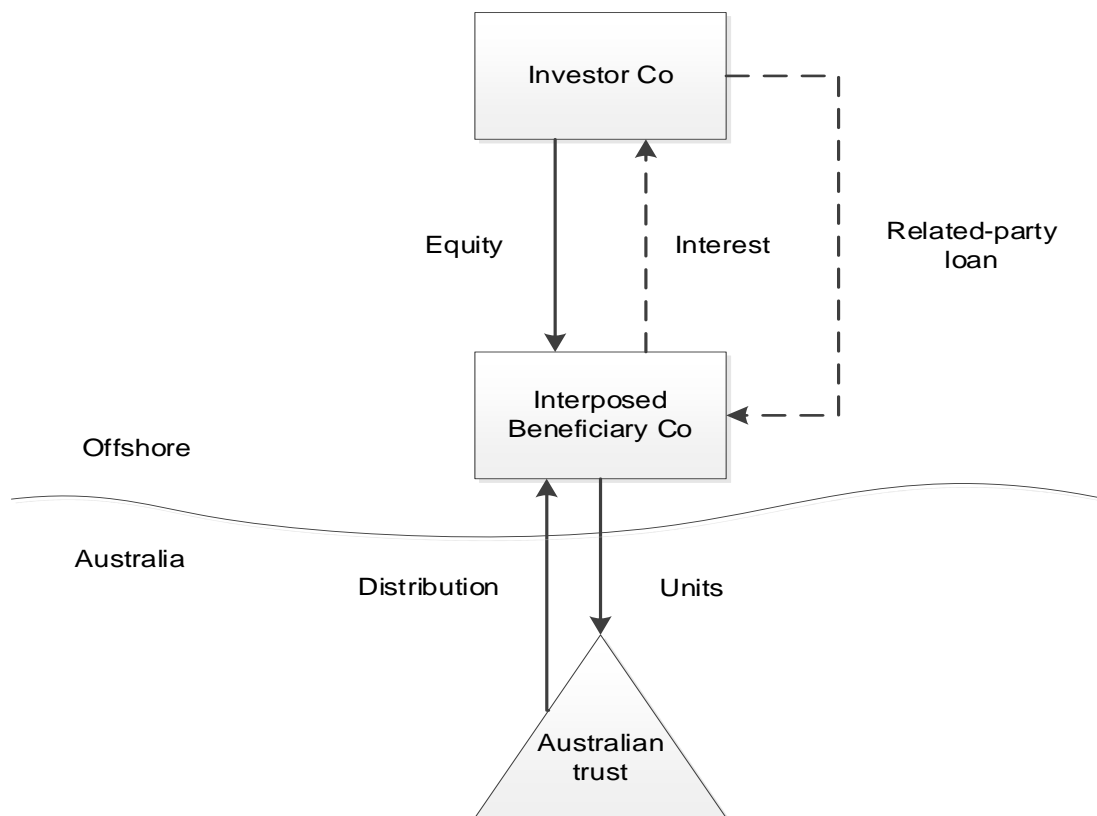 Investor Co
Equity
Interest
Related-party
loan
Interposed
Beneficiary Co
Offshore
Australia
Distribution
Units
Australian
trust